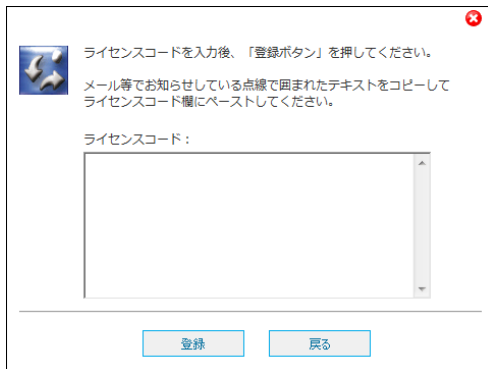 ライセンスコードを入力後、「登録ボタン」を押してください。
メール等でお知らせしている点線で囲まれたテキストをコピーして
ライセンスコード欄にペーストしてください。
ライセンスコード：
登録
戻る